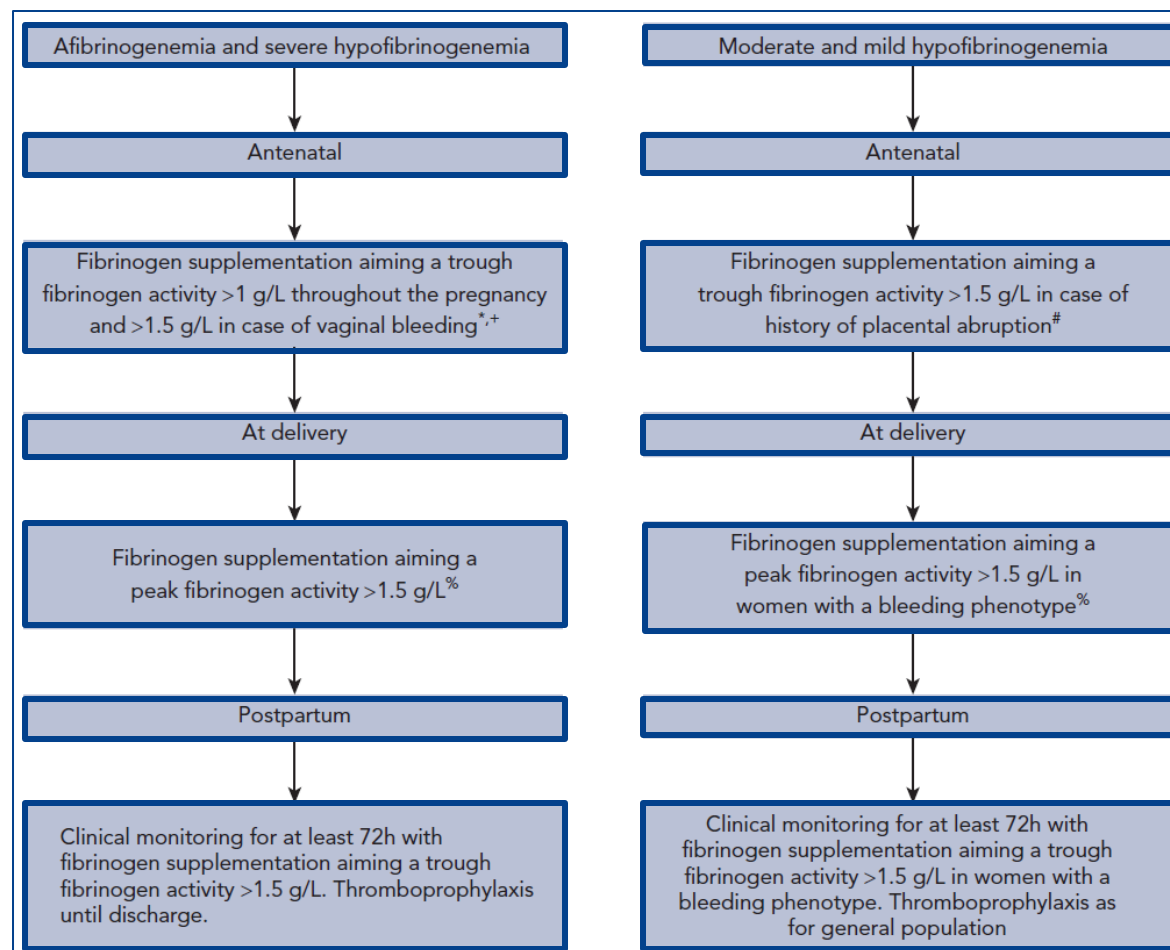 Afibrinogenemia and severe hypofibrinogenemia
Antenatal
Fibrinogen supplementation aiming a trough
fibrinogen activity >1 g/L throughout the pregnancy
and >1.5 g/L in case of vaginal bleeding*,+
At delivery
Fibrinogen supplementation aiming a
peak fibrinogen activity >1.5 g/L%
Postpartum
Clinical monitoring for at least 72h with
fibrinogen supplementation aiming a trough
fibrinogen activity >1.5 g/L. Thromboprophylaxis
until discharge.
Moderate and mild hypofibrinogenemia
Antenatal
Fibrinogen supplementation aiming a
trough fibrinogen activity >1.5 g/L in case of
history of placental abruption#
At delivery
Fibrinogen supplementation aiming a
peak fibrinogen activity >1.5 g/L in
women with a bleeding phenotype%
Postpartum
Clinical monitoring for at least 72h with
fibrinogen supplementation aiming a trough
fibrinogen activity >1.5 g/L in women with a
bleeding phenotype. Thromboprophylaxis as
for general population